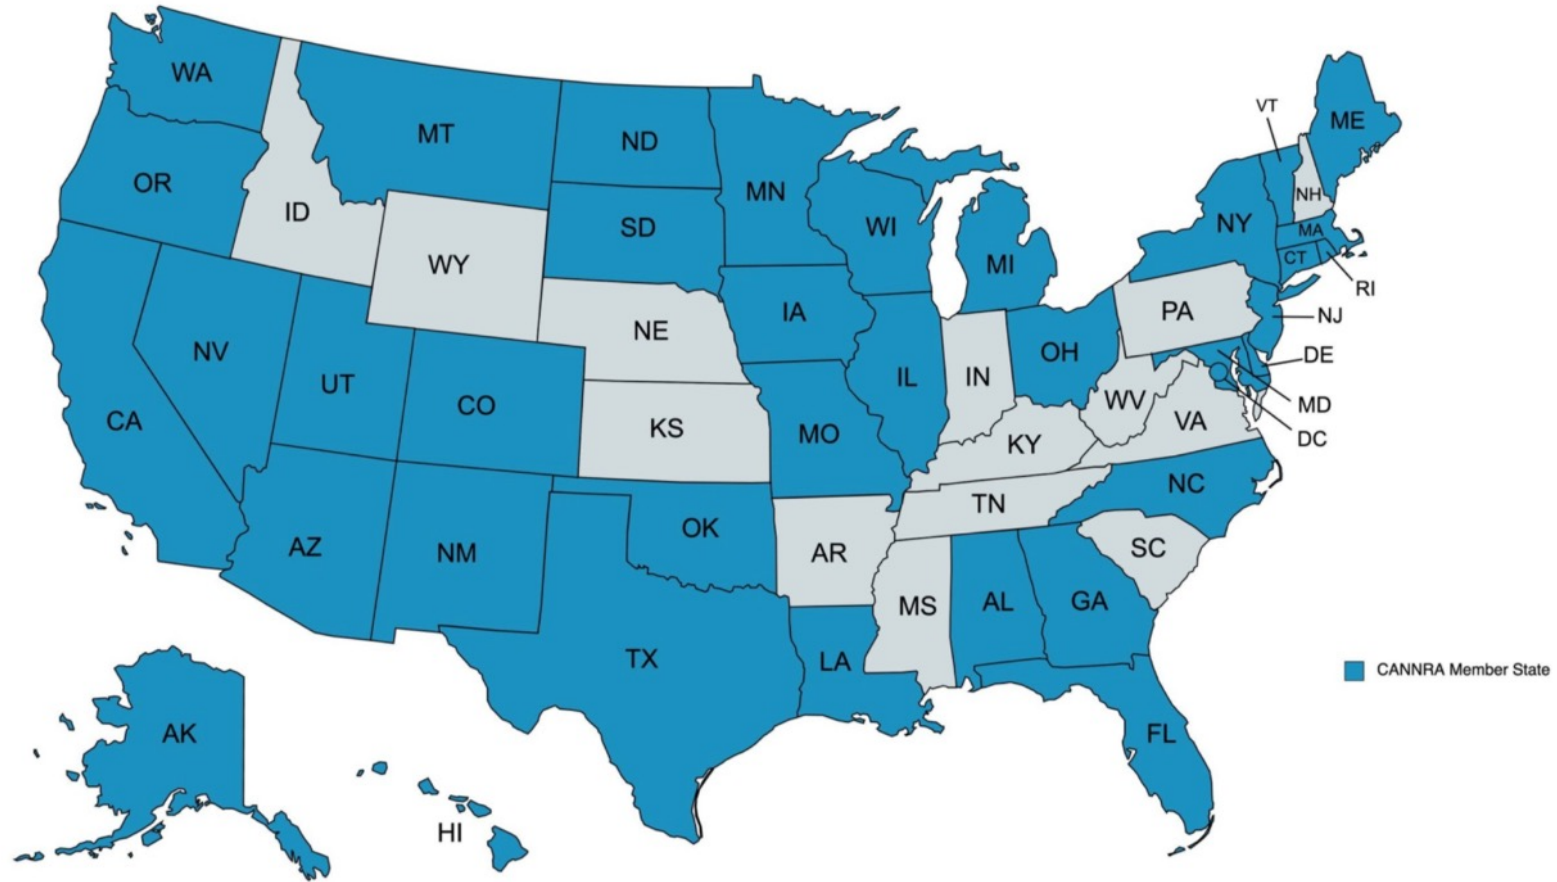 WA
MT
ND
MN
OR
ID
SD
WI
MI
NY
VT
ME
NH
MA
CT
RI
WY
NE
IA
PA
NJ
NV
UT
CO
IL
IN
OH
DE
CA
KS
MO
KY
WV
VA
MD
DC
AZ
NM
OK
AR
TN
NC
SC
MS
AL
GA
TX
LA
FL
CANNRA Member State
AK
HI